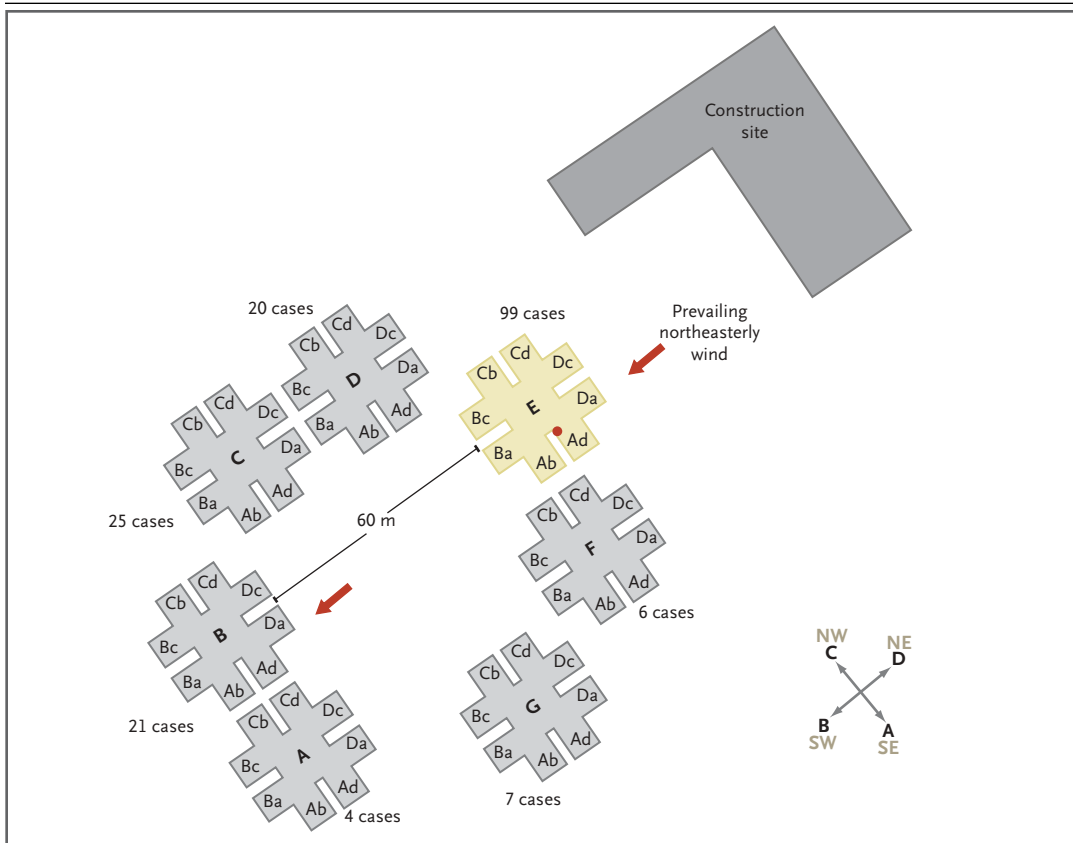 Construction
site
20 cases
99 cases
Prevailing
northeasterly
wind
Cd
Dc
Cb
Da
D
Bc
Ad
Ba
Ab
Cd
Dc
Cb
Da
E
Bc
Ad
Ba
Ab
Cd
Dc
Cb
Da
C
Bc
Ad
Ba
Ab
25 cases
60 m
Cd
Dc
Cb
Da
F
Bc
Ad
Ba
Ab
6 cases
Cd
Dc
Cb
Da
B
Bc
Ad
Ba
Ab
21 cases
Cd
Dc
Cb
Da
G
Bc
Ad
Ba
Ab
7 cases
Cd
Dc
Cb
Da
A
Bc
Ad
Ba
Ab
4 cases
NW
C
NE
D
B
SW
A
SE